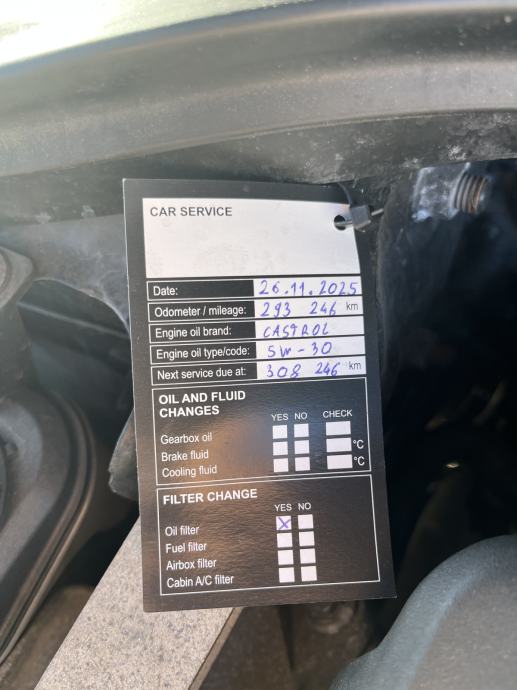 CAR SERVICE
Date: 26.11.2025
Odometer / mileage: 293 246 km
Engine oil brand: CASTROL
Engine oil type/code: 5W-30
Next service due at: 308 246 km
OIL AND FLUID
CHANGES
YES NO CHECK
Gearbox oil
Brake fluid °C
Cooling fluid °C
FILTER CHANGE
YES NO
Oil filter X
Fuel filter
Airbox filter
Cabin A/C filter